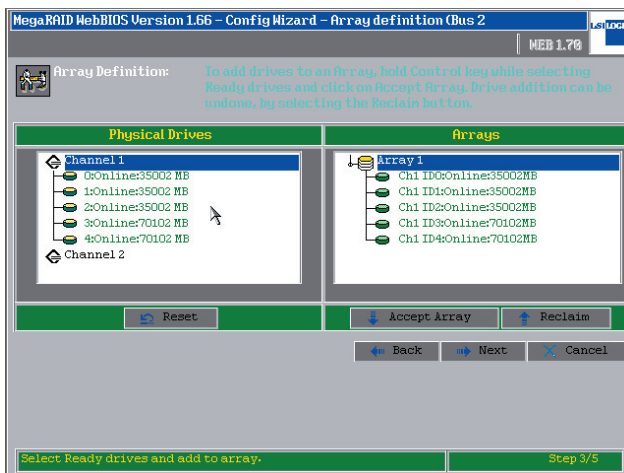 MegaRAID WebBIOS Version 1.66 - Config Wizard - Array definition (Bus 2
LSI LOGIC
WEB 1.70
Array Definition:
To add drives to an Array, hold Control key while selecting
Ready drives and click on Accept Array. Drive addition can be
undone, by selecting the Reclaim button.
Physical Drives
Channel 1
0:Online:35002 MB
1:Online:35002 MB
2:Online:35002 MB
3:Online:70102 MB
4:Online:70102 MB
Channel 2
Reset
Arrays
Array 1
Ch1 ID0:Online:35002MB
Ch1 ID1:Online:35002MB
Ch1 ID2:Online:35002MB
Ch1 ID3:Online:70102MB
Ch1 ID4:Online:70102MB
Accept Array
Reclaim
Back
Next
Cancel
Select Ready drives and add to array.
Step 3/5